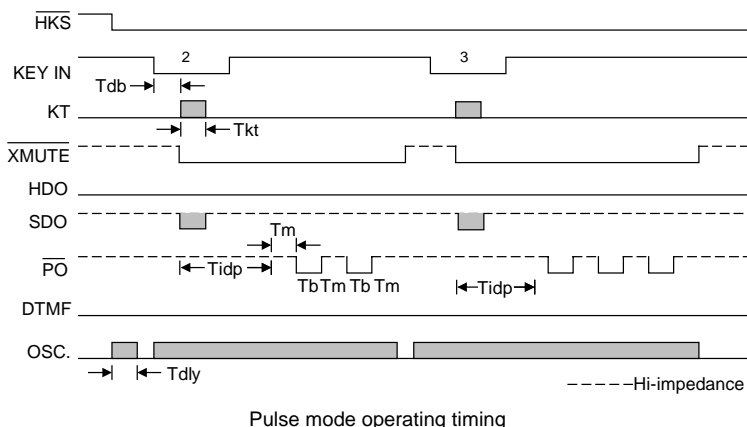 HKS
KEY IN
2
3
Tdb
KT
Tkt
XMUTE
HDO
SDO
Tm
PO
Tidp
Tb Tm Tb Tm
Tidp
DTMF
OSC.
Tdly
Hi-impedance
Pulse mode operating timing